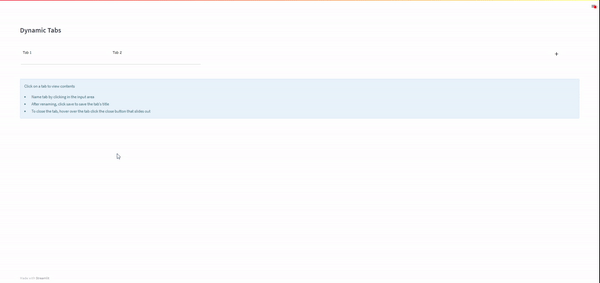 Dynamic Tabs
Tab 1 Tab 2 +
Click on a tab to view contents
• Name tab by clicking in the input area
• After renaming, click save to save the tab's title
• To close the tab, hover over the tab click the close button that slides out
Made with Streamlit